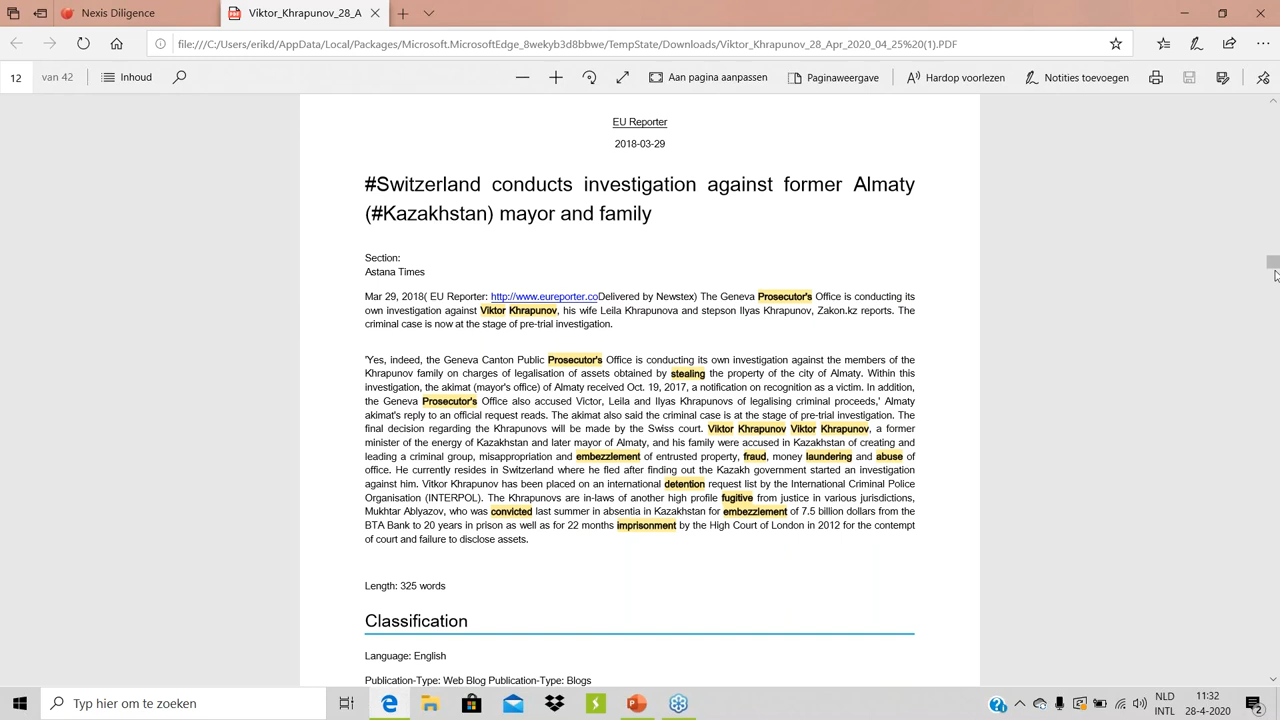 Nexis Diligence
Viktor_Khrapunov_28_A
file:///C:/Users/erikd/AppData/Local/Packages/Microsoft.MicrosoftEdge_8wekyb3d8bbwe/TempState/Downloads/Viktor_Khrapunov_28_Apr_2020_04_25%20(1).PDF
12 van 42 Inhoud Aan pagina aanpassen Paginaweergave Hardop voorlezen Notities toevoegen
EU Reporter
2018-03-29
#Switzerland conducts investigation against former Almaty
(#Kazakhstan) mayor and family
Section:
Astana Times
Mar 29, 2018( EU Reporter: http://www.eureporter.coDelivered by Newstex) The Geneva Prosecutor's Office is conducting its
own investigation against Viktor Khrapunov, his wife Leila Khrapunova and stepson Ilyas Khrapunov, Zakon.kz reports. The
criminal case is now at the stage of pre-trial investigation.
'Yes, indeed, the Geneva Canton Public Prosecutor's Office is conducting its own investigation against the members of the
Khrapunov family on charges of legalisation of assets obtained by stealing the property of the city of Almaty. Within this
investigation, the akimat (mayor's office) of Almaty received Oct. 19, 2017, a notification on recognition as a victim. In addition,
the Geneva Prosecutor's Office also accused Victor, Leila and Ilyas Khrapunovs of legalising criminal proceeds,' Almaty
akimat's reply to an official request reads. The akimat also said the criminal case is at the stage of pre-trial investigation. The
final decision regarding the Khrapunovs will be made by the Swiss court. Viktor Khrapunov Viktor Khrapunov, a former
minister of the energy of Kazakhstan and later mayor of Almaty, and his family were accused in Kazakhstan of creating and
leading a criminal group, misappropriation and embezzlement of entrusted property, fraud, money laundering and abuse of
office. He currently resides in Switzerland where he fled after finding out the Kazakh government started an investigation
against him. Vitkor Khrapunov has been placed on an international detention request list by the International Criminal Police
Organisation (INTERPOL). The Khrapunovs are in-laws of another high profile fugitive from justice in various jurisdictions,
Mukhtar Ablyazov, who was convicted last summer in absentia in Kazakhstan for embezzlement of 7.5 billion dollars from the
BTA Bank to 20 years in prison as well as for 22 months imprisonment by the High Court of London in 2012 for the contempt
of court and failure to disclose assets.
Length: 325 words
Classification
Language: English
Publication-Type: Web Blog Publication-Type: Blogs
Typ hier om te zoeken
NLD 11:32
INTL 28-4-2020
2